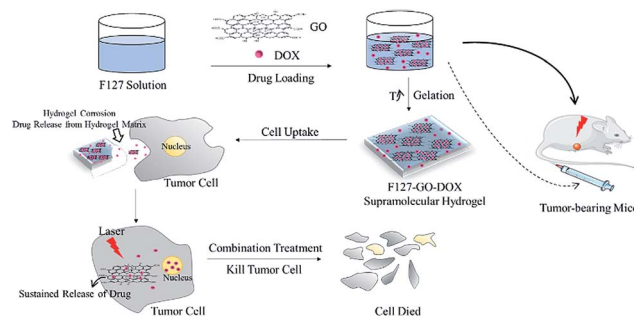 GO
DOX
F127 Solution
Drug Loading
T
Gelation
Hydrogel Corrosion
Drug Release from Hydrogel Matrix
Nucleus
Cell Uptake
Tumor Cell
F127-GO-DOX
Supramolecular Hydrogel
Tumor-bearing Mice
Laser
Nucleus
Sustained Release of Drug
Tumor Cell
Combination Treatment
Kill Tumor Cell
Cell Died